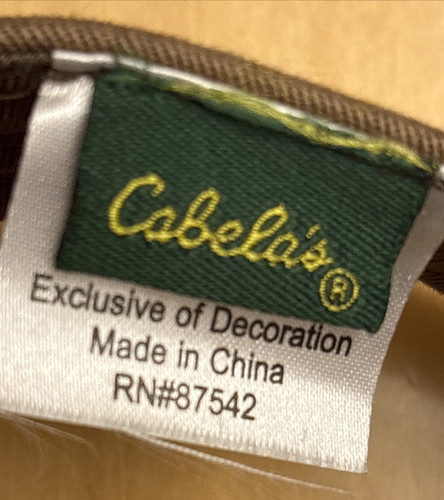 Cabela's®
Exclusive of Decoration
Made in China
RN#87542